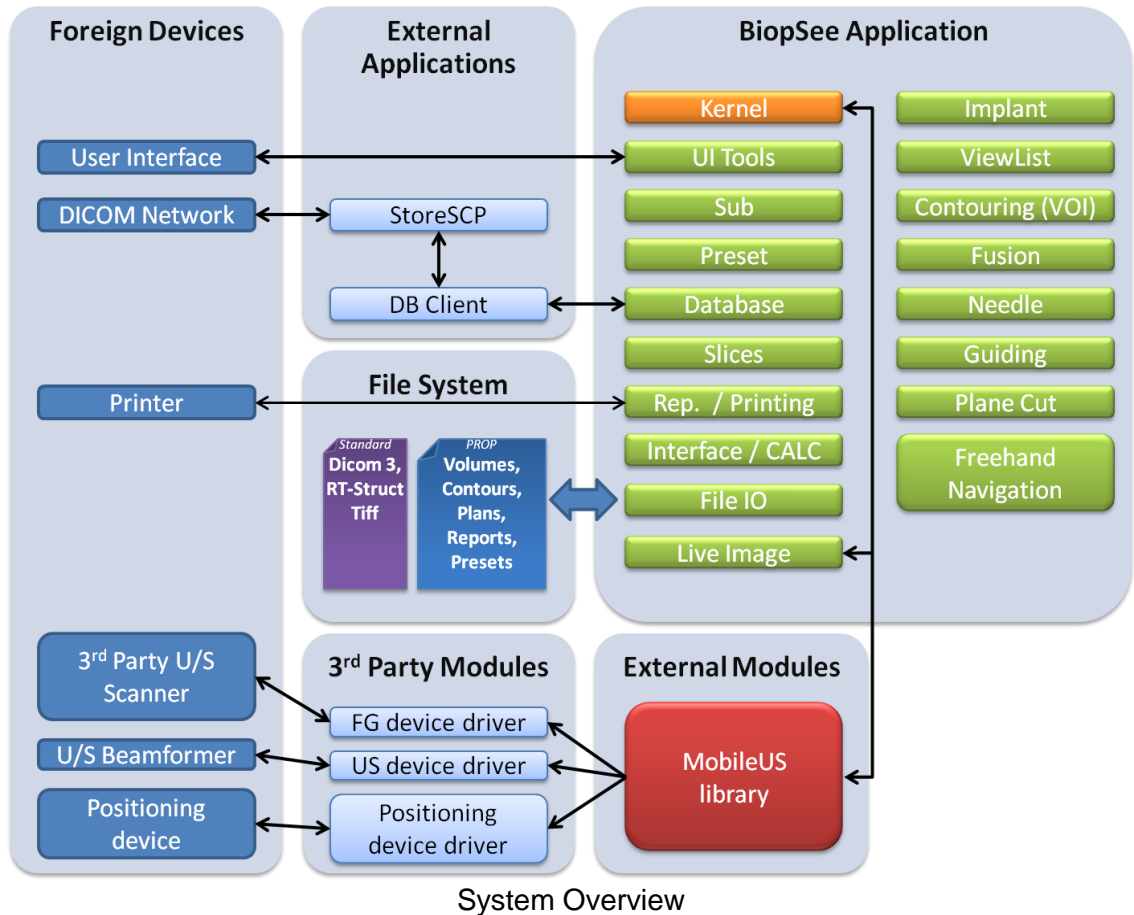 Foreign Devices
User Interface
DICOM Network
Printer
3rd Party U/S
Scanner
U/S Beamformer
Positioning
device
External
Applications
StoreSCP
DB Client
File System
Standard
Dicom 3,
RT-Struct
Tiff
PROP
Volumes,
Contours,
Plans,
Reports,
Presets
3rd Party Modules
FG device driver
US device driver
Positioning
device driver
BiopSee Application
Kernel
UI Tools
Sub
Preset
Database
Slices
Rep. / Printing
Interface / CALC
File IO
Live Image
Implant
ViewList
Contouring (VOI)
Fusion
Needle
Guiding
Plane Cut
Freehand
Navigation
External Modules
MobileUS
library
System Overview